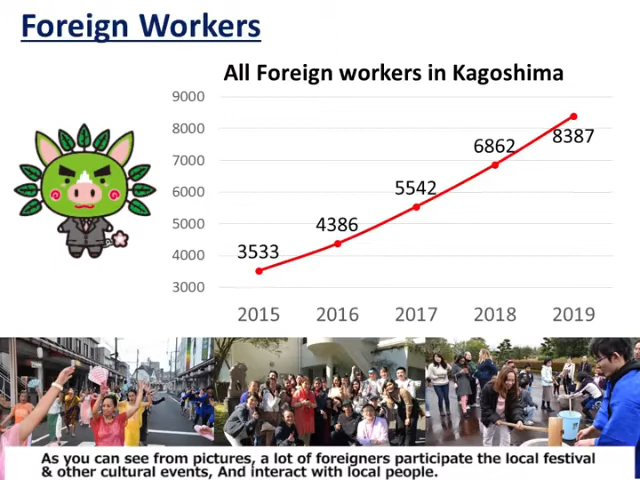 Foreign Workers
All Foreign workers in Kagoshima
9000
8000
7000
6000
5000
4000
3000
3533
4386
5542
6862
8387
2015 2016 2017 2018 2019
As you can see from pictures, a lot of foreigners participate the local festival
& other cultural events, And interact with local people.